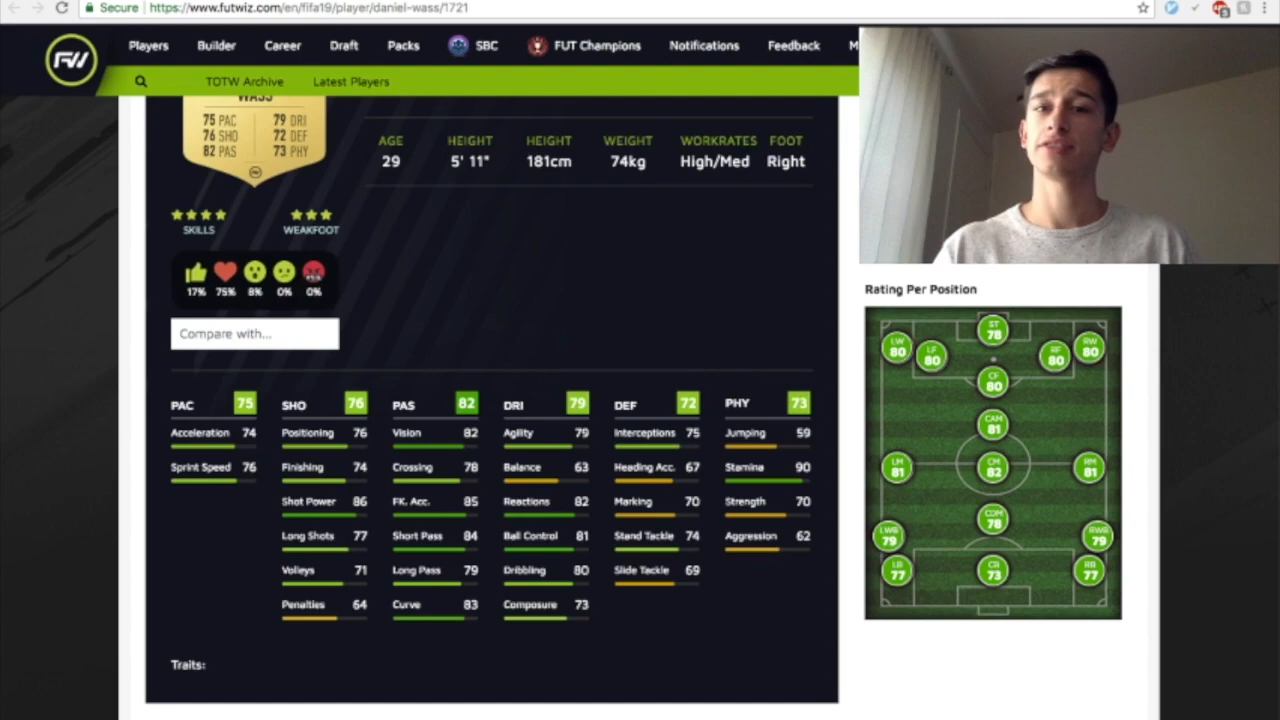 Secure https://www.futwiz.com/en/fifa19/player/daniel-wass/1721
FW Players Builder Career Draft Packs SBC FUT Champions Notifications Feedback M
TOTW Archive Latest Players
WASS
75 PAC 79 DRI
76 SHO 72 DEF
82 PAS 73 PHY
AGE HEIGHT HEIGHT WEIGHT WORKRATES FOOT
29 5' 11" 181cm 74kg High/Med Right
SKILLS WEAKFOOT
17% 75% 8% 0% 0%
Compare with...
PAC 75 SHO 76 PAS 82 DRI 79 DEF 72 PHY 73
Acceleration 74 Positioning 76 Vision 82 Agility 79 Interceptions 75 Jumping 59
Sprint Speed 76 Finishing 74 Crossing 78 Balance 63 Heading Acc. 67 Stamina 90
Shot Power 86 FK. Acc. 85 Reactions 82 Marking 70 Strength 70
Long Shots 77 Short Pass 84 Ball Control 81 Stand Tackle 74 Aggression 62
Volleys 71 Long Pass 79 Dribbling 80 Slide Tackle 69
Penalties 64 Curve 83 Composure 73
Traits:
Rating Per Position
ST
78
LW LF RF RW
80 80 80 80
CF
80
CAM
81
LM CM RM
81 82 81
CDM
78
LWB RWB
79 79
LB CB RB
77 73 77